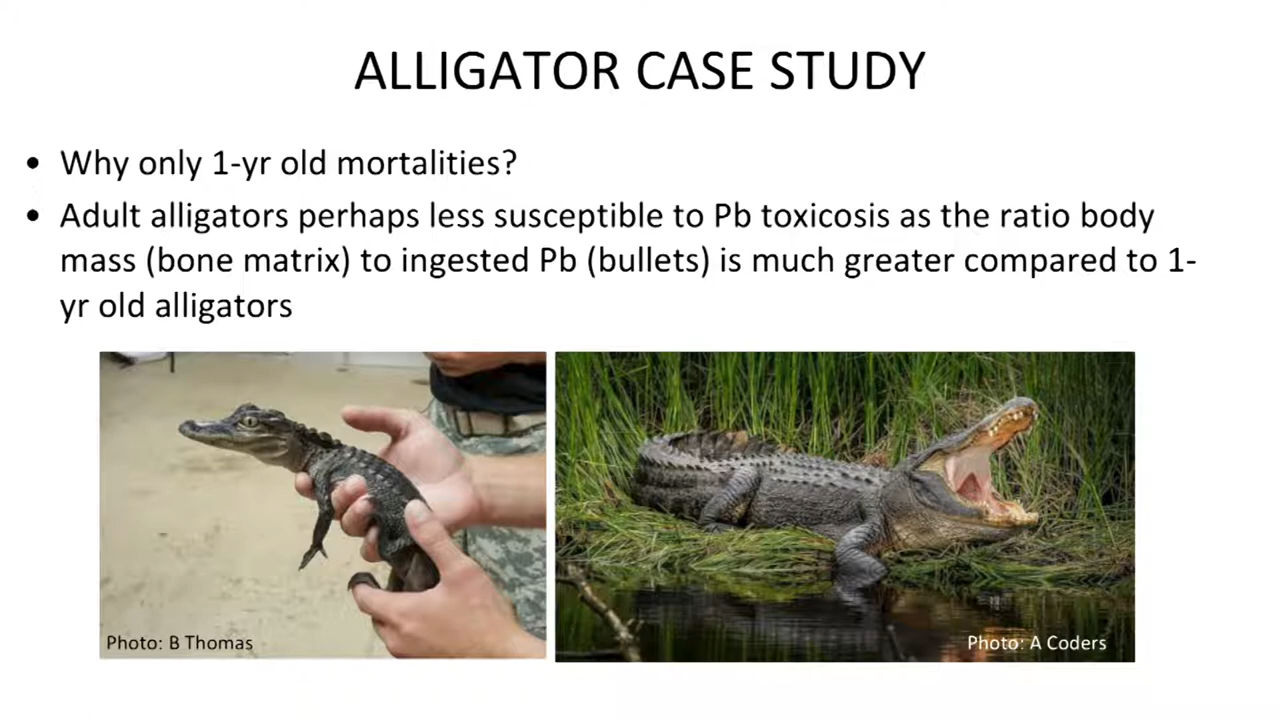 ALLIGATOR CASE STUDY
• Why only 1-yr old mortalities?
• Adult alligators perhaps less susceptible to Pb toxicosis as the ratio body
mass (bone matrix) to ingested Pb (bullets) is much greater compared to 1-
yr old alligators
Photo: B Thomas
Photo: A Coders